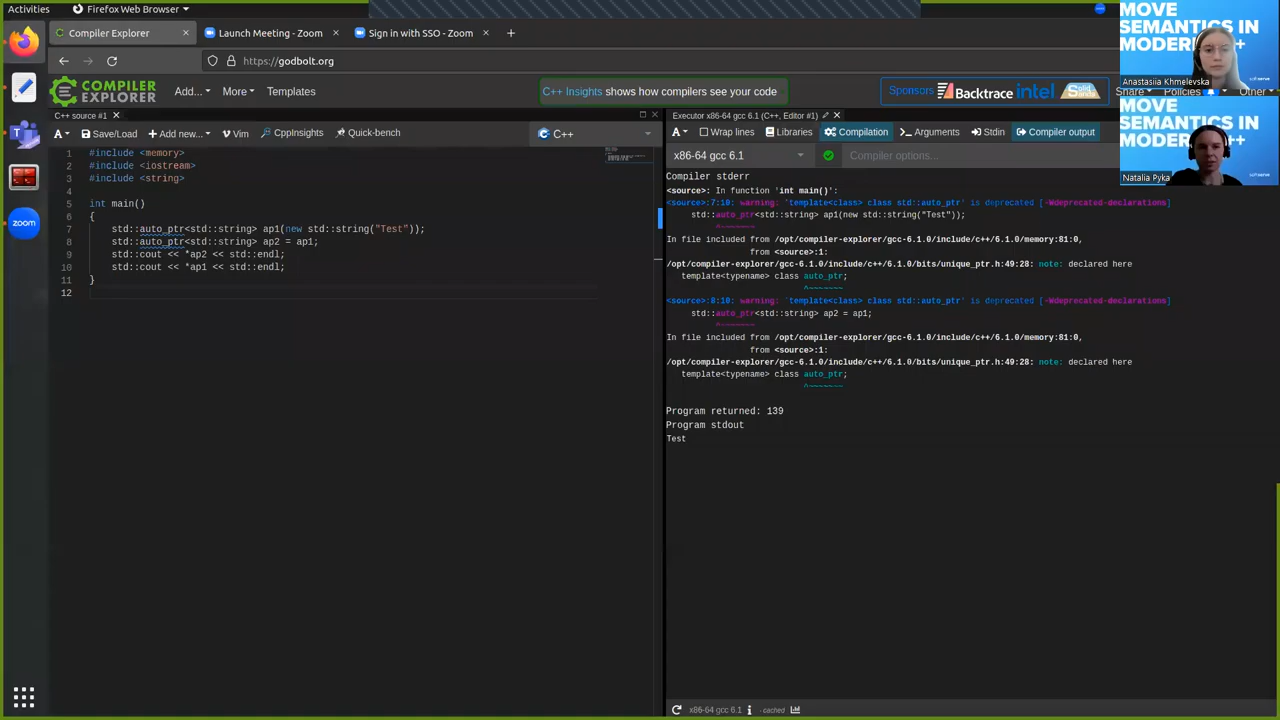 Activities
Firefox Web Browser
Compiler Explorer
Launch Meeting - Zoom
Sign in with SSO - Zoom
https://godbolt.org
COMPILER EXPLORER
Add...
More
Templates
C++ Insights shows how compilers see your code
Sponsors
Backtrace
intel
Solid Sands
Share
Policies
Other
C++ source #1
A
Save/Load
Add new...
Vim
CppInsights
Quick-bench
C++
1 #include <memory>
2 #include <iostream>
3 #include <string>
4
5 int main()
6 {
7 std::auto_ptr<std::string> ap1(new std::string("Test"));
8 std::auto_ptr<std::string> ap2 = ap1;
9 std::cout << *ap2 << std::endl;
10 std::cout << *ap1 << std::endl;
11 }
12
Executor x86-64 gcc 6.1 (C++, Editor #1)
A
Wrap lines
Libraries
Compilation
>_ Arguments
Stdin
Compiler output
x86-64 gcc 6.1
Compiler options...
Compiler stderr
<source>: In function 'int main()':
<source>:7:10: warning: 'template<class> class std::auto_ptr' is deprecated [-Wdeprecated-declarations]
std::auto_ptr<std::string> ap1(new std::string("Test"));
^~~~~~~~
In file included from /opt/compiler-explorer/gcc-6.1.0/include/c++/6.1.0/memory:81:0,
from <source>:1:
/opt/compiler-explorer/gcc-6.1.0/include/c++/6.1.0/bits/unique_ptr.h:49:28: note: declared here
template<typename> class auto_ptr;
^~~~~~~~
<source>:8:10: warning: 'template<class> class std::auto_ptr' is deprecated [-Wdeprecated-declarations]
std::auto_ptr<std::string> ap2 = ap1;
^~~~~~~~
In file included from /opt/compiler-explorer/gcc-6.1.0/include/c++/6.1.0/memory:81:0,
from <source>:1:
/opt/compiler-explorer/gcc-6.1.0/include/c++/6.1.0/bits/unique_ptr.h:49:28: note: declared here
template<typename> class auto_ptr;
^~~~~~~~
Program returned: 139
Program stdout
Test
x86-64 gcc 6.1
- cached
MOVE
SEMANTICS IN
Anastasiia Khmelevska
MOVE
SEMANTICS IN
Natalia Pyka
softserve
zoom